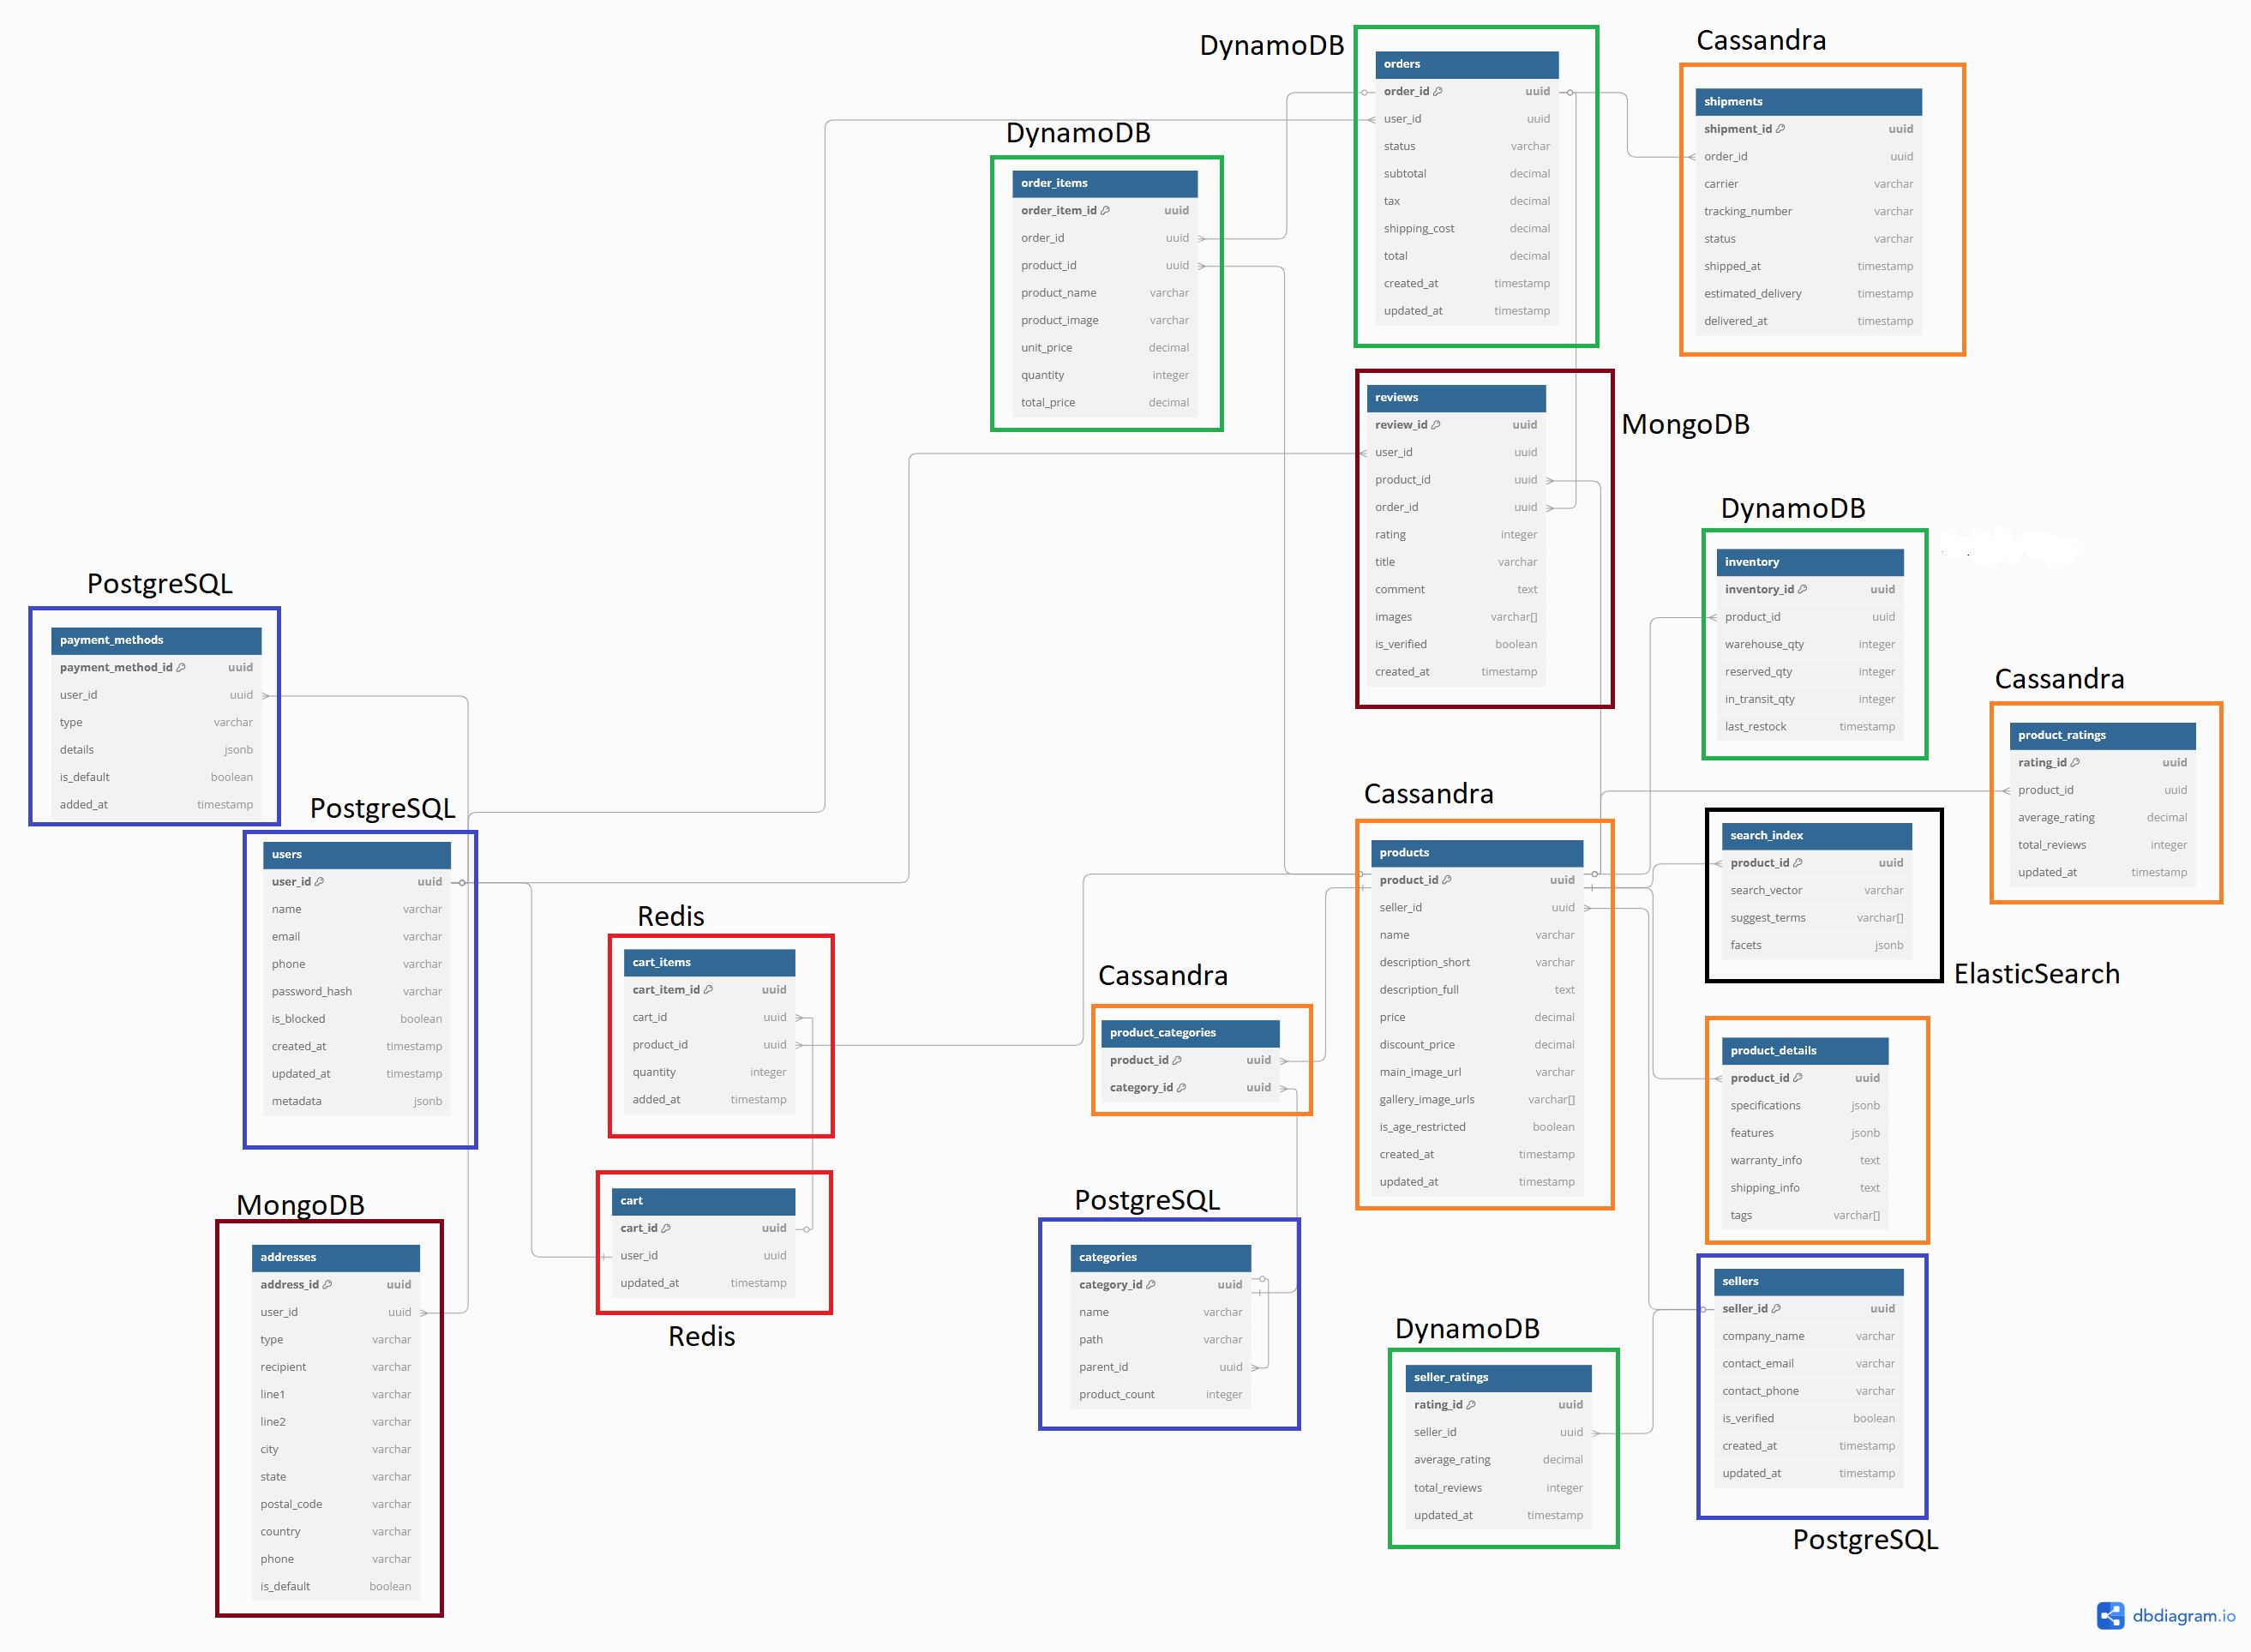 DynamoDB
orders
order_id uuid
user_id uuid
status varchar
subtotal decimal
tax decimal
shipping_cost decimal
total decimal
created_at timestamp
updated_at timestamp
Cassandra
shipments
shipment_id uuid
order_id uuid
carrier varchar
tracking_number varchar
status varchar
shipped_at timestamp
estimated_delivery timestamp
delivered_at timestamp
DynamoDB
order_items
order_item_id uuid
order_id uuid
product_id uuid
product_name varchar
product_image varchar
unit_price decimal
quantity integer
total_price decimal
reviews
review_id uuid
user_id uuid
product_id uuid
order_id uuid
rating integer
title varchar
comment text
images varchar[]
is_verified boolean
created_at timestamp
MongoDB
DynamoDB
inventory
inventory_id uuid
product_id uuid
warehouse_qty integer
reserved_qty integer
in_transit_qty integer
last_restock timestamp
PostgreSQL
payment_methods
payment_method_id uuid
user_id uuid
type varchar
details jsonb
is_default boolean
added_at timestamp
Cassandra
product_ratings
rating_id uuid
product_id uuid
average_rating decimal
total_reviews integer
updated_at timestamp
PostgreSQL
users
user_id uuid
name varchar
email varchar
phone varchar
password_hash varchar
is_blocked boolean
created_at timestamp
updated_at timestamp
metadata jsonb
Cassandra
products
product_id uuid
seller_id uuid
name varchar
description_short varchar
description_full text
price decimal
discount_price decimal
main_image_url varchar
gallery_image_urls varchar[]
is_age_restricted boolean
created_at timestamp
updated_at timestamp
search_index
product_id uuid
search_vector varchar
suggest_terms varchar[]
facets jsonb
ElasticSearch
Redis
cart_items
cart_item_id uuid
cart_id uuid
product_id uuid
quantity integer
added_at timestamp
Cassandra
product_categories
product_id uuid
category_id uuid
product_details
product_id uuid
specifications jsonb
features jsonb
warranty_info text
shipping_info text
tags varchar[]
cart
cart_id uuid
user_id uuid
updated_at timestamp
Redis
MongoDB
addresses
address_id uuid
user_id uuid
type varchar
recipient varchar
line1 varchar
line2 varchar
city varchar
state varchar
postal_code varchar
country varchar
phone varchar
is_default boolean
PostgreSQL
categories
category_id uuid
name varchar
path varchar
parent_id uuid
product_count integer
sellers
seller_id uuid
company_name varchar
contact_email varchar
contact_phone varchar
is_verified boolean
created_at timestamp
updated_at timestamp
PostgreSQL
DynamoDB
seller_ratings
rating_id uuid
seller_id uuid
average_rating decimal
total_reviews integer
updated_at timestamp
dbdiagram.io